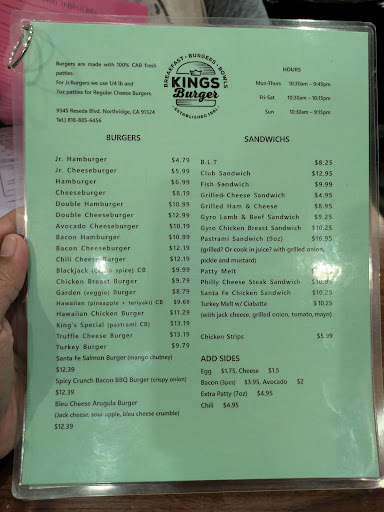 Burgers are made with 100% CAB fresh
patties.
For Jr.Burgers we use 1/4 lb and
7oz patties for Regular Cheese Burgers.
9345 Reseda Blvd. Northridge, CA 91324
Tel.) 818-885-6456
BREAKFAST • BURGERS • BOWLS
KINGS
Burger
ESTABLISHED
HOURS
Mon-Thurs 10:30am – 9:45pm
Fri-Sat 10:30am – 10:15pm
Sun 10:30am – 9:15pm
BURGERS
Jr. Hamburger $4.79
Jr. Cheeseburger $5.99
Hamburger $6.99
Cheeseburger $8.19
Double Hamburger $10.99
Double Cheeseburger $12.99
Avocado Cheeseburger $10.19
Bacon Hamburger $10.99
Bacon Cheeseburger $12.19
Chili Cheese Burger $12.19
Blackjack (cajun spice) CB $9.99
Chicken Breast Burger $9.79
Garden (veggie) Burger $8.79
Hawaiian (pineapple + teriyaki) CB $9.69
Hawaiian Chicken Burger $11.29
King's Special (pastrami CB) $13.19
Truffle Cheese Burger $13.19
Turkey Burger $9.79
Santa Fe Salmon Burger (mango chutney)
$12.39
Spicy Crunch Bacon BBQ Burger (crispy onion)
$12.39
Bleu Cheese Arugula Burger
(Jack cheese, sour apple, bleu cheese crumble)
$12.39
SANDWICHS
B.L.T $8.25
Club Sandwich $12.95
Fish Sandwich $9.99
Grilled Cheese Sandwich $4.95
Grilled Ham & Cheese $8.95
Gyro Lamb & Beef Sandwich $9.25
Gyro Chicken Breast Sandwich $10.25
Pastrami Sandwich (9oz) $16.95
(grilled? Or cook in juice? with grilled onion,
pickle and mustard)
Patty Melt
Philly Cheese Steak Sandwich $10.95
Santa Fe Chicken Sandwich $10.25
Turkey Melt w/ Ciabatta $10.25
(with jack cheese, grilled onion, tomato, mayo)
Chicken Strips $5.99
ADD SIDES
Egg $1.75, Cheese $1.5
Bacon (3pcs) $3.95, Avocado $2
Extra Patty (7oz) $4.95
Chili $4.95